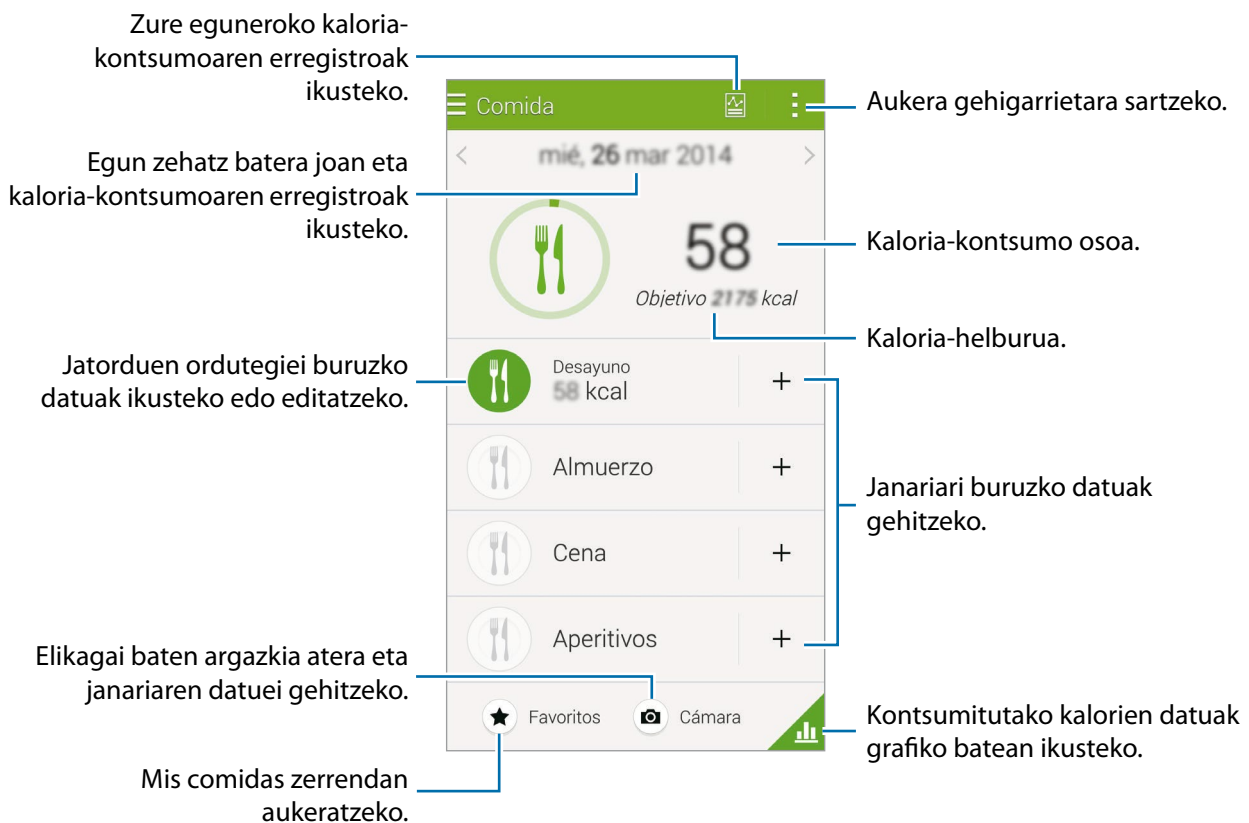 Zure eguneroko kaloria-
kontsumoaren erregistroak
ikusteko.
Egun zehatz batera joan eta
kaloria-kontsumoaren erregistroak
ikusteko.
Jatorduen ordutegiei buruzko
datuak ikusteko edo editatzeko.
Elikagai baten argazkia atera eta
janariaren datuei gehitzeko.
Mis comidas zerrendan
aukeratzeko.
Comida
mié, 26 mar 2014
58
Objetivo 2175 kcal
Desayuno
58 kcal
Almuerzo
Cena
Aperitivos
Favoritos
Cámara
Aukera gehigarrietara sartzeko.
Kaloria-kontsumo osoa.
Kaloria-helburua.
Janariari buruzko datuak
gehitzeko.
Kontsumitutako kalorien datuak
grafiko batean ikusteko.